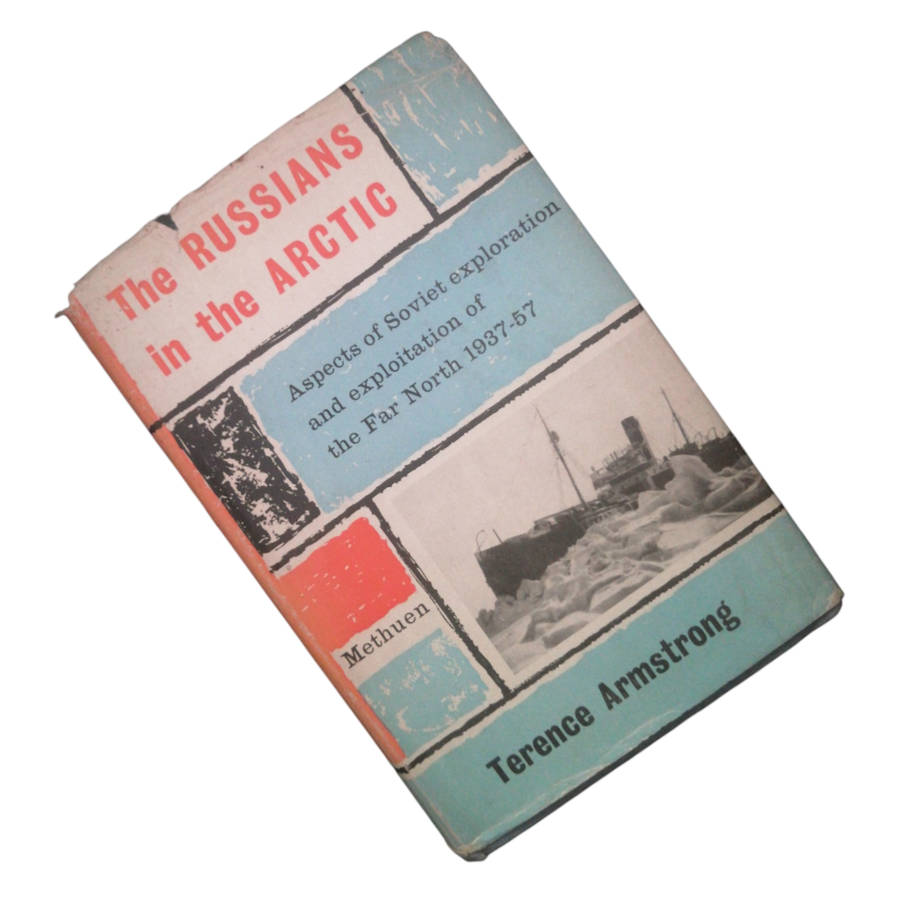 The RUSSIANS
in the ARCTIC
Aspects of Soviet exploration
and exploitation of
the Far North 1937-57
Methuen
Terence Armstrong